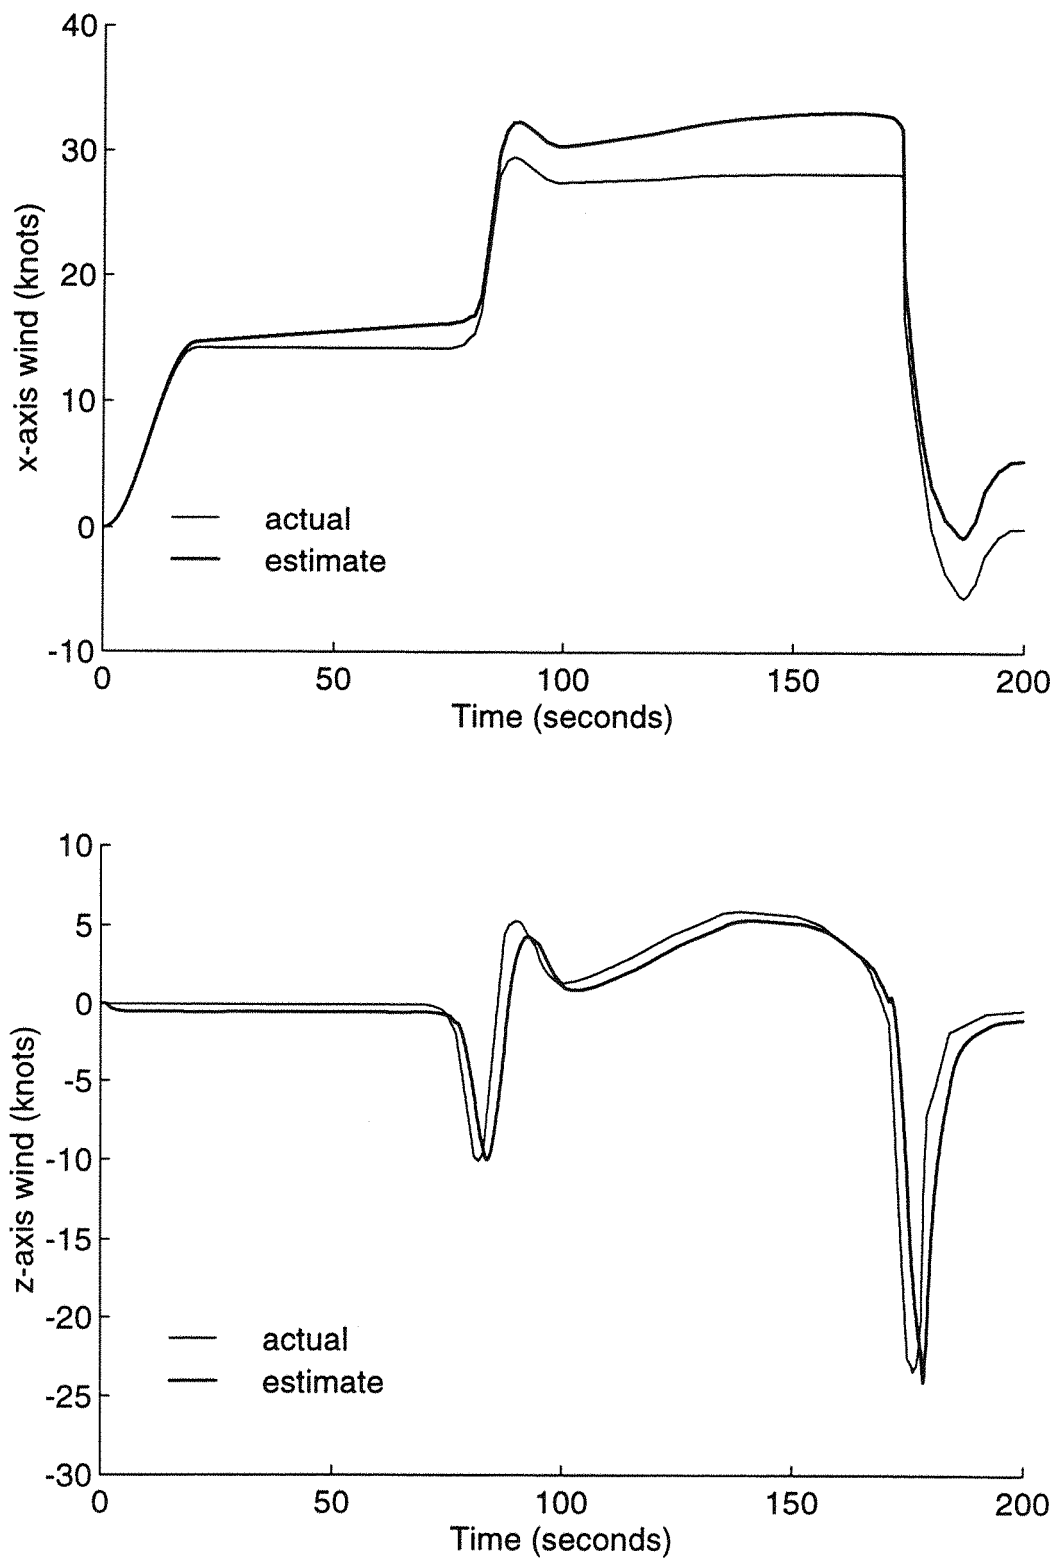 40
30
20
10
0
-10
x-axis wind (knots)
actual
estimate
0 50 100 150 200
Time (seconds)
10
5
0
-5
-10
-15
-20
-25
-30
z-axis wind (knots)
actual
estimate
0 50 100 150 200
Time (seconds)